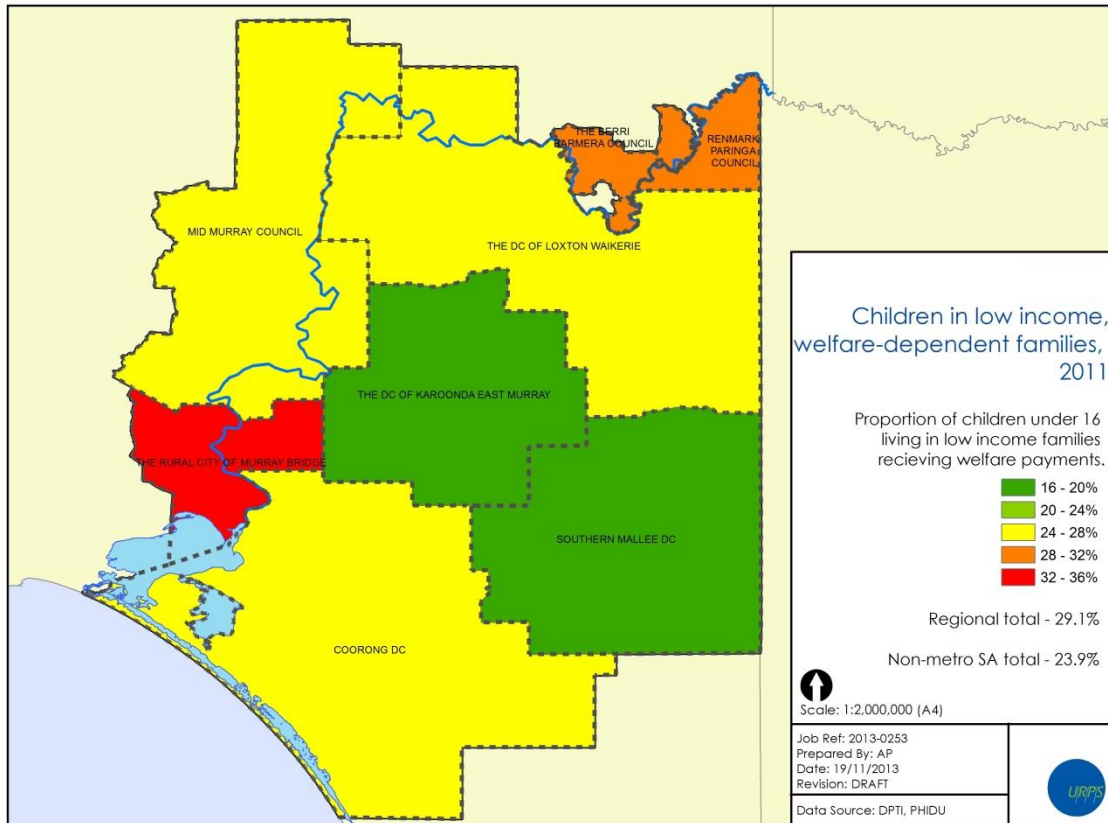 THE BERRI
BARMERA COUNCIL
RENMARK
PARINGA
COUNCIL
MID MURRAY COUNCIL
THE DC OF LOXTON WAIKERIE
THE DC OF KAROONDA EAST MURRAY
THE RURAL CITY OF MURRAY BRIDGE
SOUTHERN MALLEE DC
COORONG DC
Children in low income,
welfare-dependent families,
2011
Proportion of children under 16
living in low income families
recieving welfare payments.
16 - 20%
20 - 24%
24 - 28%
28 - 32%
32 - 36%
Regional total - 29.1%
Non-metro SA total - 23.9%
Scale: 1:2,000,000 (A4)
Job Ref: 2013-0253
Prepared By: AP
Date: 19/11/2013
Revision: DRAFT
Data Source: DPTI, PHIDU
URPS